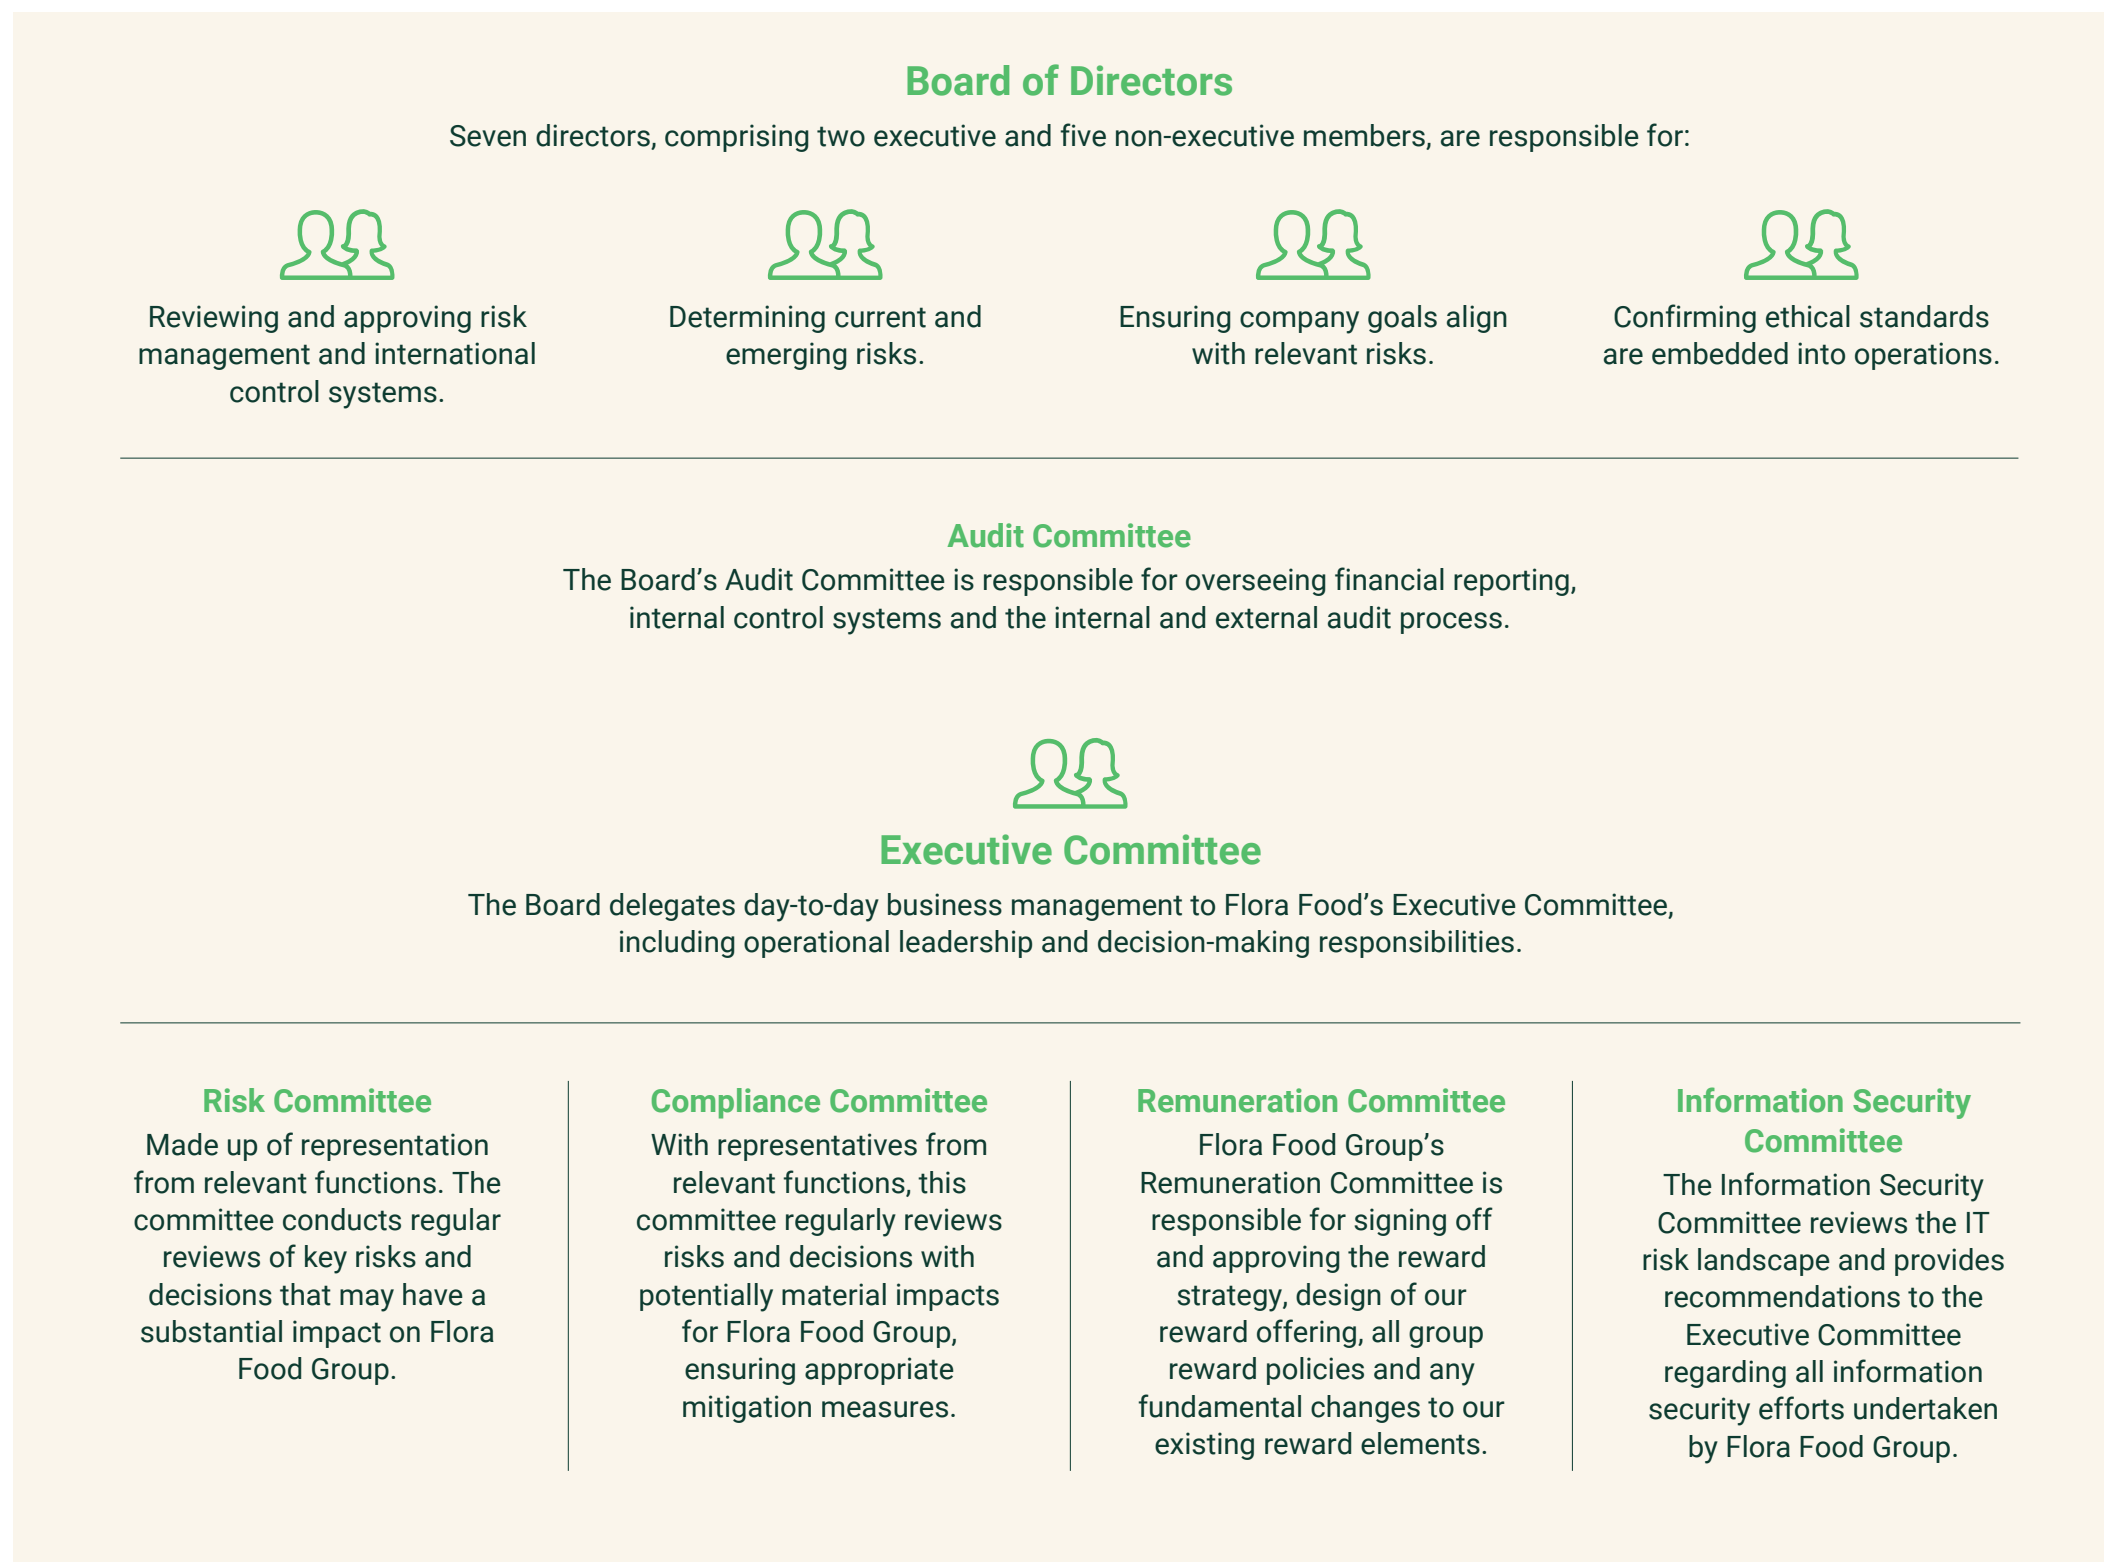 Board of Directors
Seven directors, comprising two executive and five non-executive members, are responsible for:
Reviewing and approving risk
management and international
control systems.
Determining current and
emerging risks.
Ensuring company goals align
with relevant risks.
Confirming ethical standards
are embedded into operations.
Audit Committee
The Board’s Audit Committee is responsible for overseeing financial reporting,
internal control systems and the internal and external audit process.
Executive Committee
The Board delegates day-to-day business management to Flora Food’s Executive Committee,
including operational leadership and decision-making responsibilities.
Risk Committee
Made up of representation
from relevant functions. The
committee conducts regular
reviews of key risks and
decisions that may have a
substantial impact on Flora
Food Group.
Compliance Committee
With representatives from
relevant functions, this
committee regularly reviews
risks and decisions with
potentially material impacts
for Flora Food Group,
ensuring appropriate
mitigation measures.
Remuneration Committee
Flora Food Group’s
Remuneration Committee is
responsible for signing off
and approving the reward
strategy, design of our
reward offering, all group
reward policies and any
fundamental changes to our
existing reward elements.
Information Security
Committee
The Information Security
Committee reviews the IT
risk landscape and provides
recommendations to the
Executive Committee
regarding all information
security efforts undertaken
by Flora Food Group.